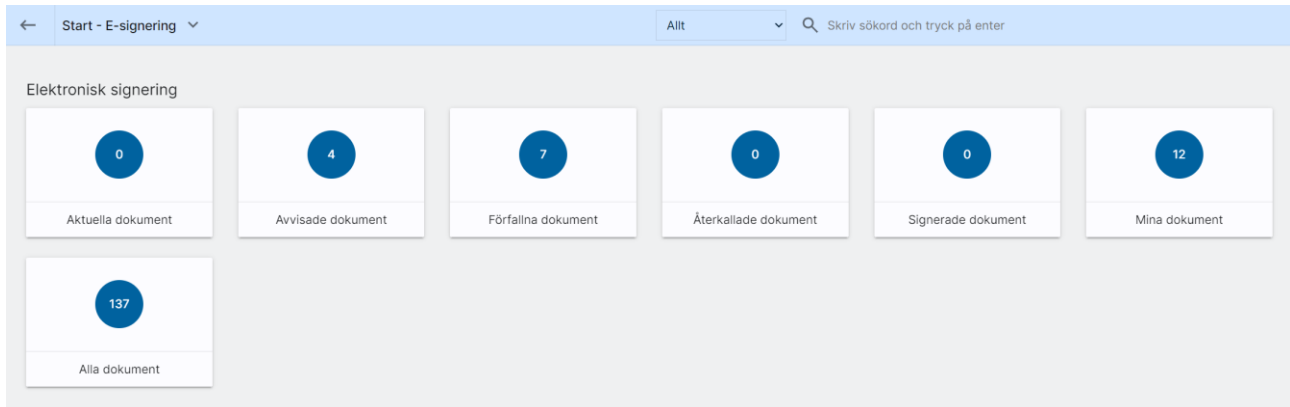 Start - E-signering
Allt
Skriv sökord och tryck på enter
Elektronisk signering
0
Aktuella dokument
4
Avvisade dokument
7
Förfallna dokument
0
Återkallade dokument
0
Signerade dokument
12
Mina dokument
137
Alla dokument